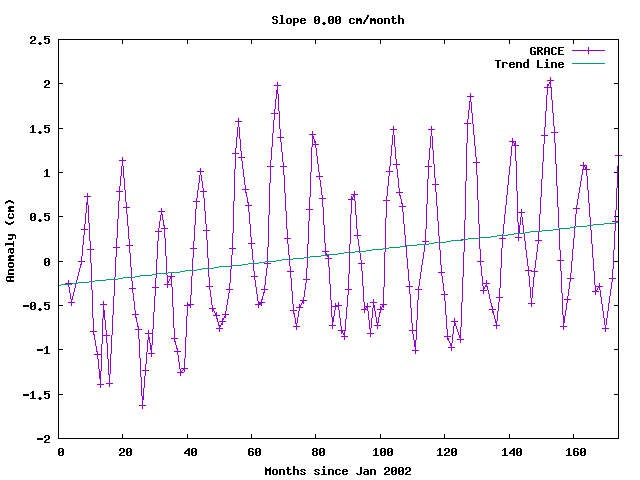 Slope 0.00 cm/month
GRACE
Trend Line
2.5
2
1.5
1
0.5
0
-0.5
-1
-1.5
-2
Anomaly (cm)
0 20 40 60 80 100 120 140 160
Months since Jan 2002